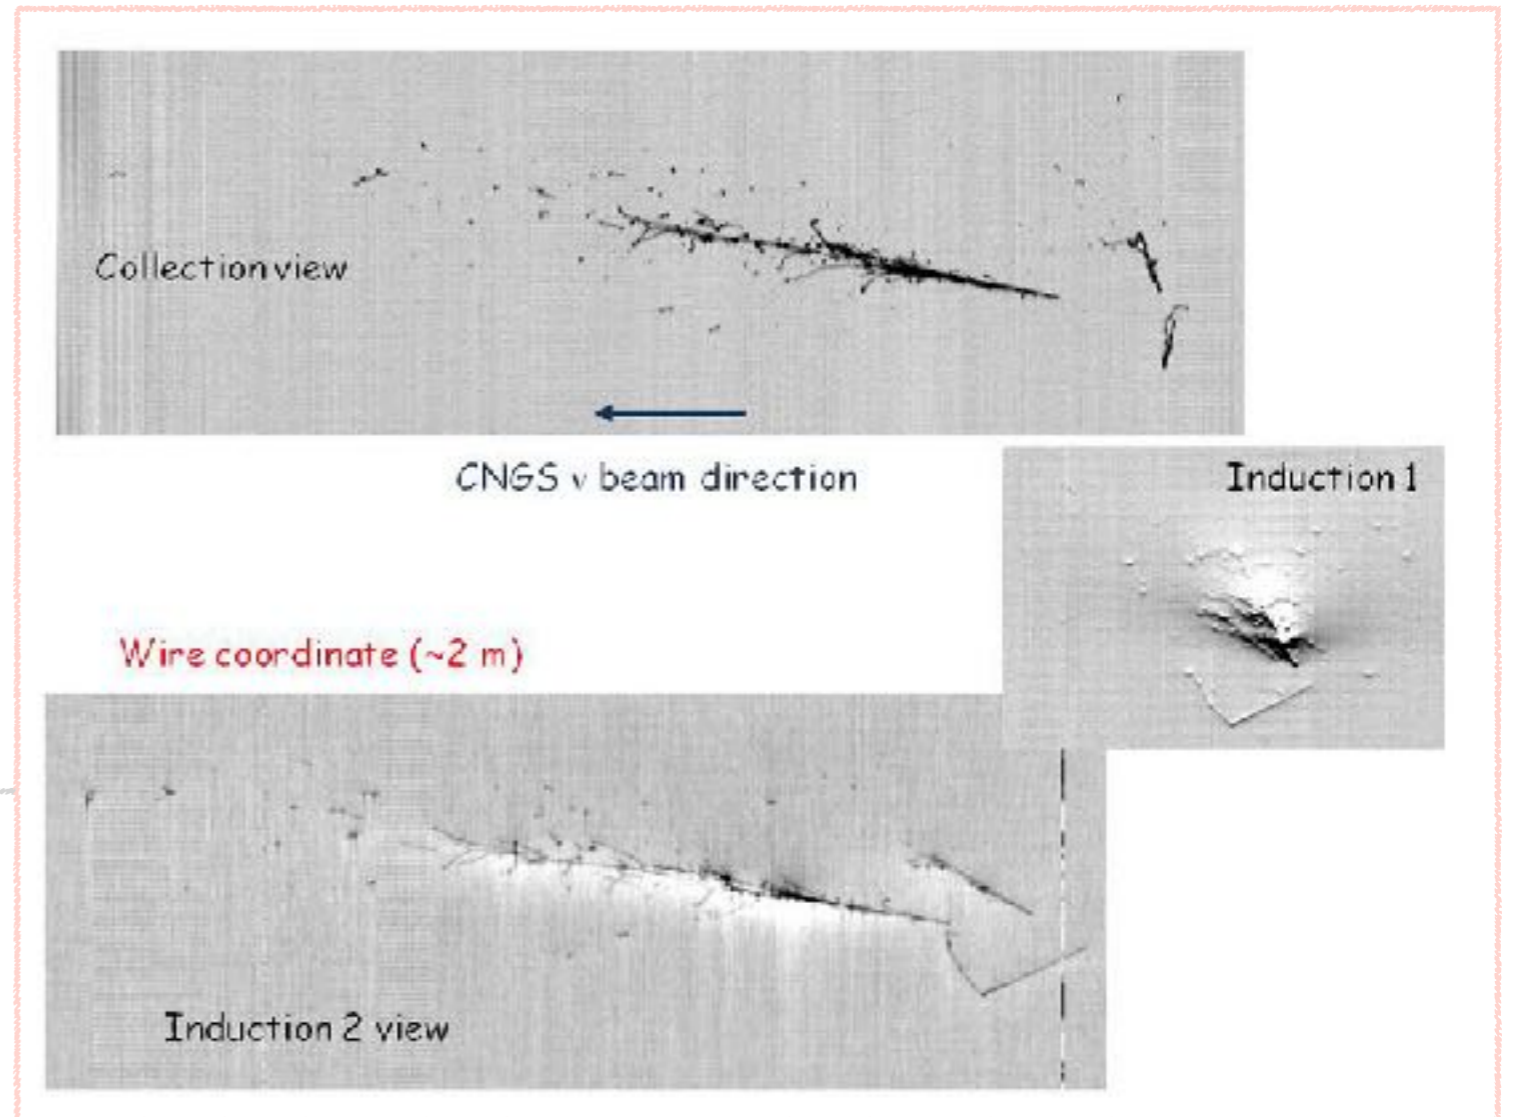 Collection view
CNGS ν beam direction
Induction 1
Wire coordinate (~2 m)
Induction 2 view